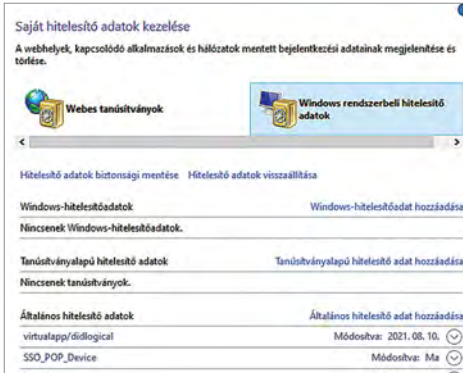 Saját hitelesítő adatok kezelése
A webhelyek, kapcsolódó alkalmazások és hálózatok mentett bejelentkezési adatainak megjelenítése és
törlése.
Webes tanúsítványok
Windows rendszerbeli hitelesítő
adatok
Hitelesítő adatok biztonsági mentése Hitelesítő adatok visszaállítása
Windows-hitelesítőadatok Windows-hitelesítőadat hozzáadása
Nincsenek Windows-hitelesítőadatok.
Tanúsítványalapú hitelesítő adatok Tanúsítványalapú hitelesítő adat hozzáadása
Nincsenek tanúsítványok.
Általános hitelesítő adatok Általános hitelesítő adat hozzáadása
virtualapp/didlogical Módosítva: 2021. 08. 10.
SSO_POP_Device Módosítva: Ma